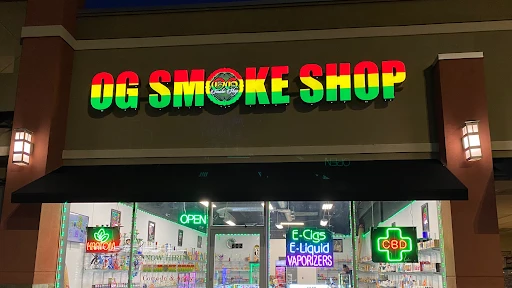 OG SMOKE SHOP
OPEN
E-Cigs
E-Liquid
VAPORIZERS
KRATOM
CBD